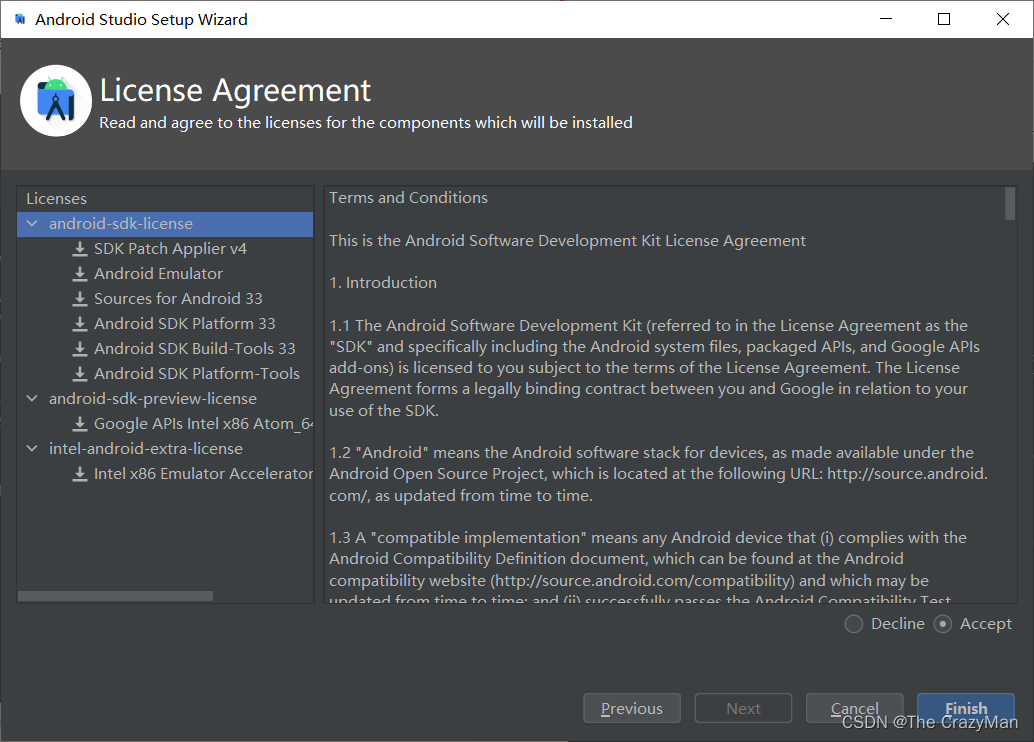 Android Studio Setup Wizard
License Agreement
Read and agree to the licenses for the components which will be installed
Licenses
android-sdk-license
SDK Patch Applier v4
Android Emulator
Sources for Android 33
Android SDK Platform 33
Android SDK Build-Tools 33
Android SDK Platform-Tools
android-sdk-preview-license
Google APIs Intel x86 Atom_64
intel-android-extra-license
Intel x86 Emulator Accelerator
Terms and Conditions
This is the Android Software Development Kit License Agreement
1. Introduction
1.1 The Android Software Development Kit (referred to in the License Agreement as the
"SDK" and specifically including the Android system files, packaged APIs, and Google APIs
add-ons) is licensed to you subject to the terms of the License Agreement. The License
Agreement forms a legally binding contract between you and Google in relation to your
use of the SDK.
1.2 "Android" means the Android software stack for devices, as made available under the
Android Open Source Project, which is located at the following URL: http://source.android.
com/, as updated from time to time.
1.3 A "compatible implementation" means any Android device that (i) complies with the
Android Compatibility Definition document, which can be found at the Android
compatibility website (http://source.android.com/compatibility) and which may be
updated from time to time; and (ii) successfully passes the Android Compatibility Test
Decline
Accept
Previous
Next
Cancel
Finish
CSDN @The CrazyMan